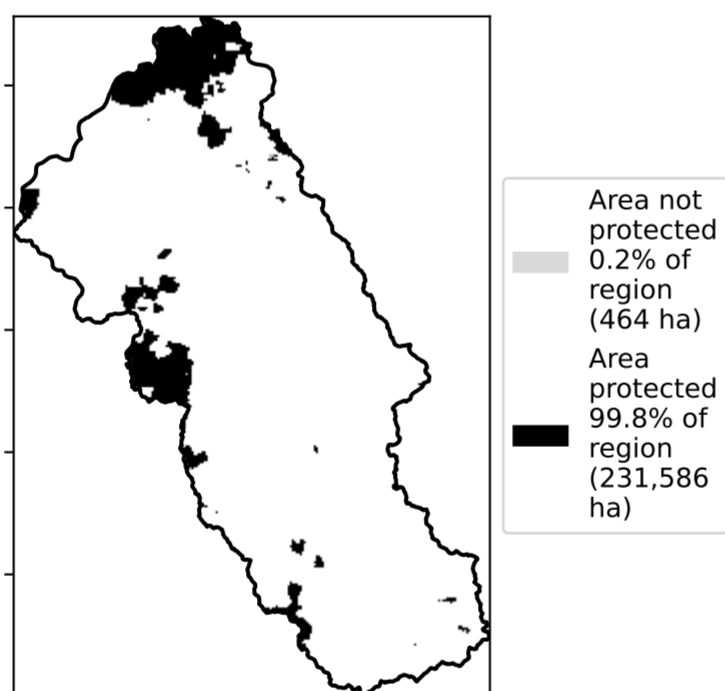 Area not
protected
0.2% of
region
(464 ha)
Area
protected
99.8% of
region
(231,586
ha)